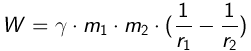 W = γ · m₁ · m₂ · (1/r₁ − 1/r₂)